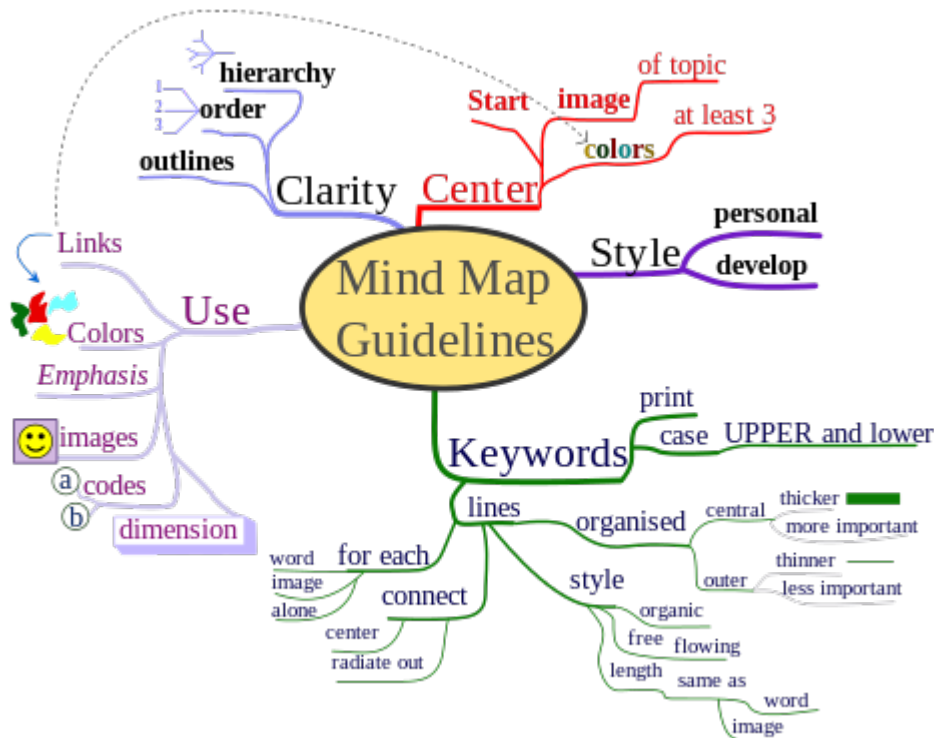 Mind Map
Guidelines
Center
Start
image
of topic
colors
at least 3
Style
personal
develop
Keywords
print
case
UPPER and lower
lines
organised
central
thicker
more important
outer
thinner
less important
style
organic
free
flowing
length
same as
word
image
connect
center
radiate out
for each
word
image
alone
Use
Links
Colors
Emphasis
images
codes
a
b
dimension
Clarity
hierarchy
order
1
2
3
outlines